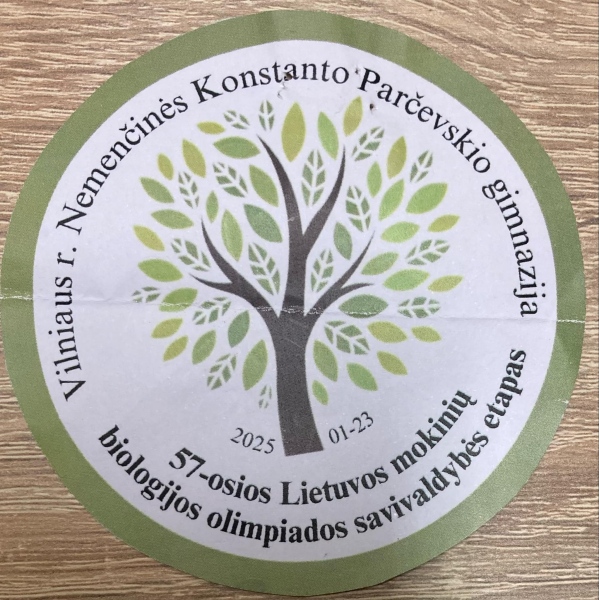 Vilniaus r. Nemenčinės Konstanto Parčevskio gimnazija
2025 01-23
57-osios Lietuvos mokinių
biologijos olimpiados savivaldybės etapas